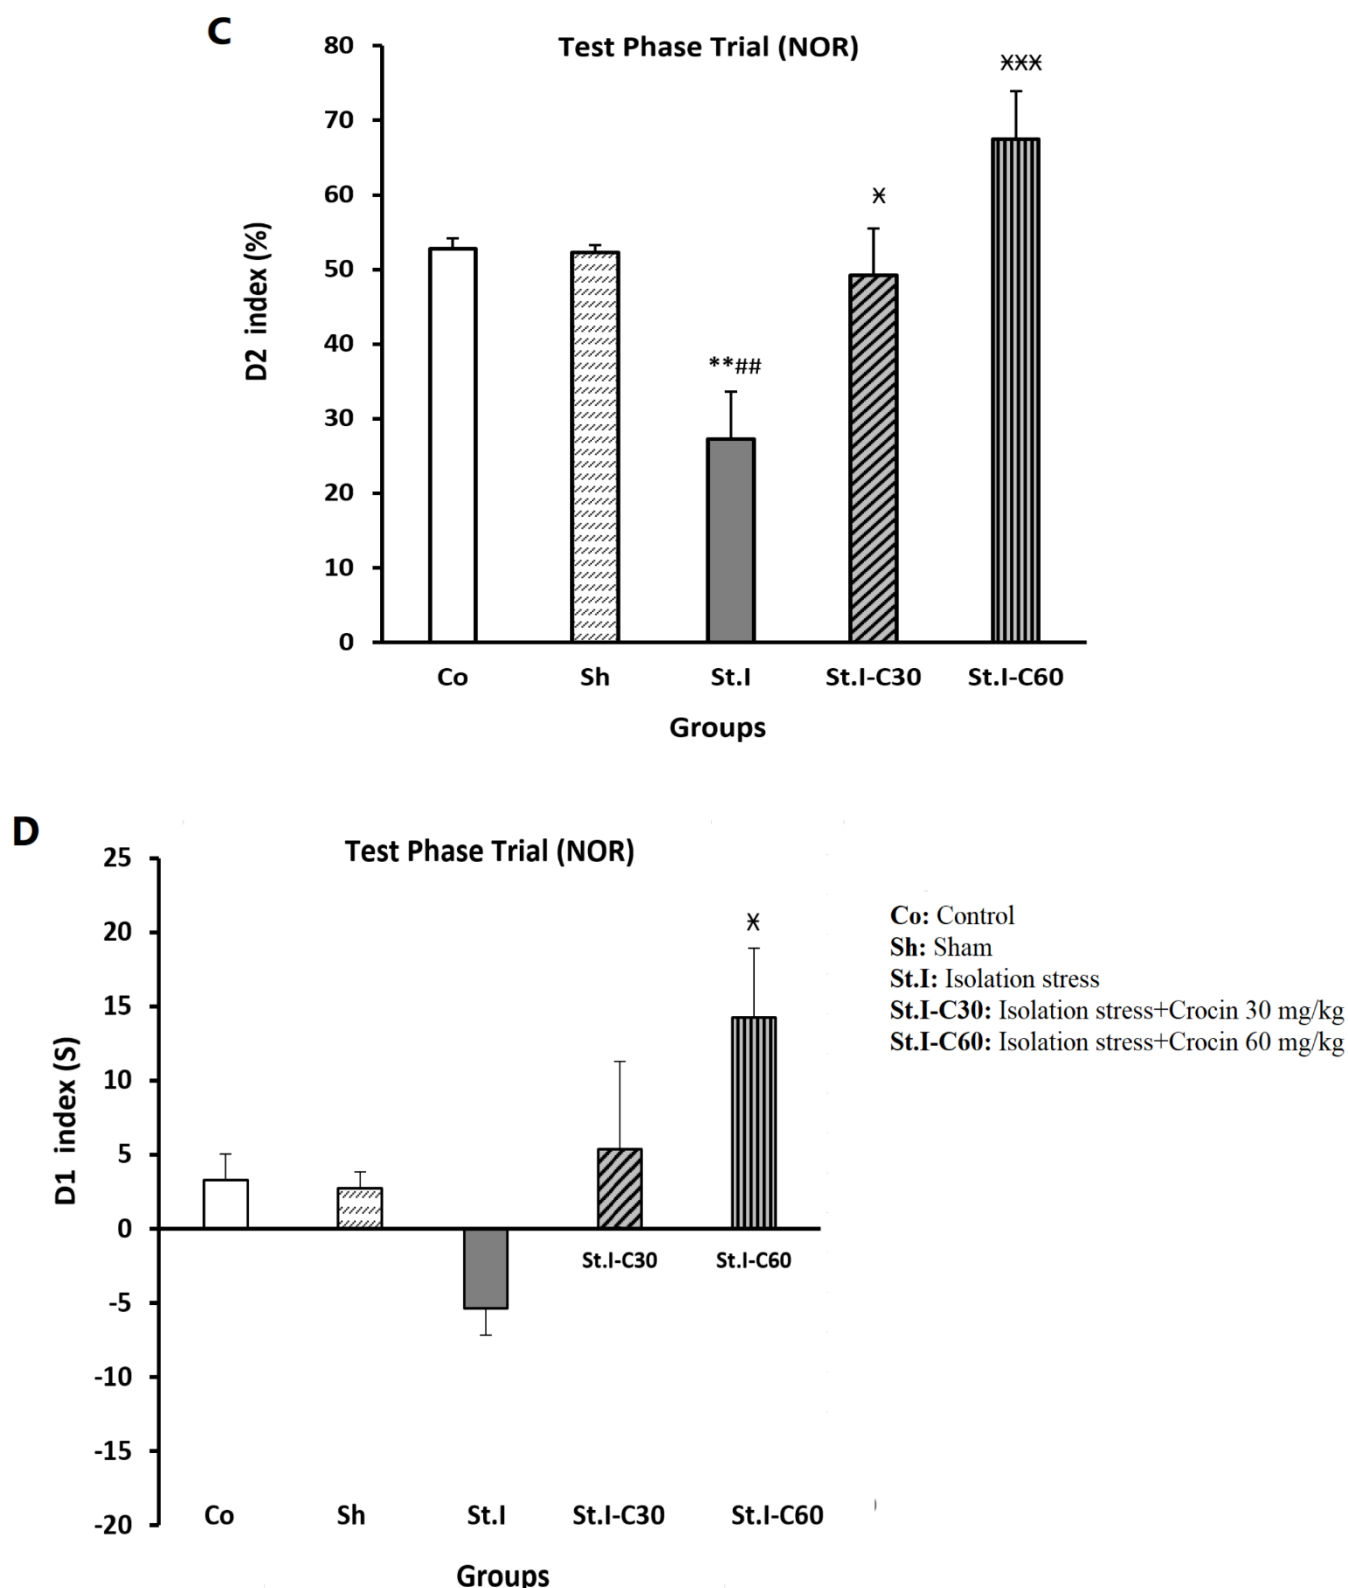 C
Test Phase Trial (NOR)
80
70
60
50
40
30
20
10
0
D2 index (%)
**##
ӿ
ӿӿӿ
Co Sh St.I St.I-C30 St.I-C60
Groups
D
Test Phase Trial (NOR)
25
20
15
10
5
0
-5
-10
-15
-20
D1 index (S)
ӿ
St.I-C30 St.I-C60
Co Sh St.I St.I-C30 St.I-C60
Groups
Co: Control
Sh: Sham
St.I: Isolation stress
St.I-C30: Isolation stress+Crocin 30 mg/kg
St.I-C60: Isolation stress+Crocin 60 mg/kg